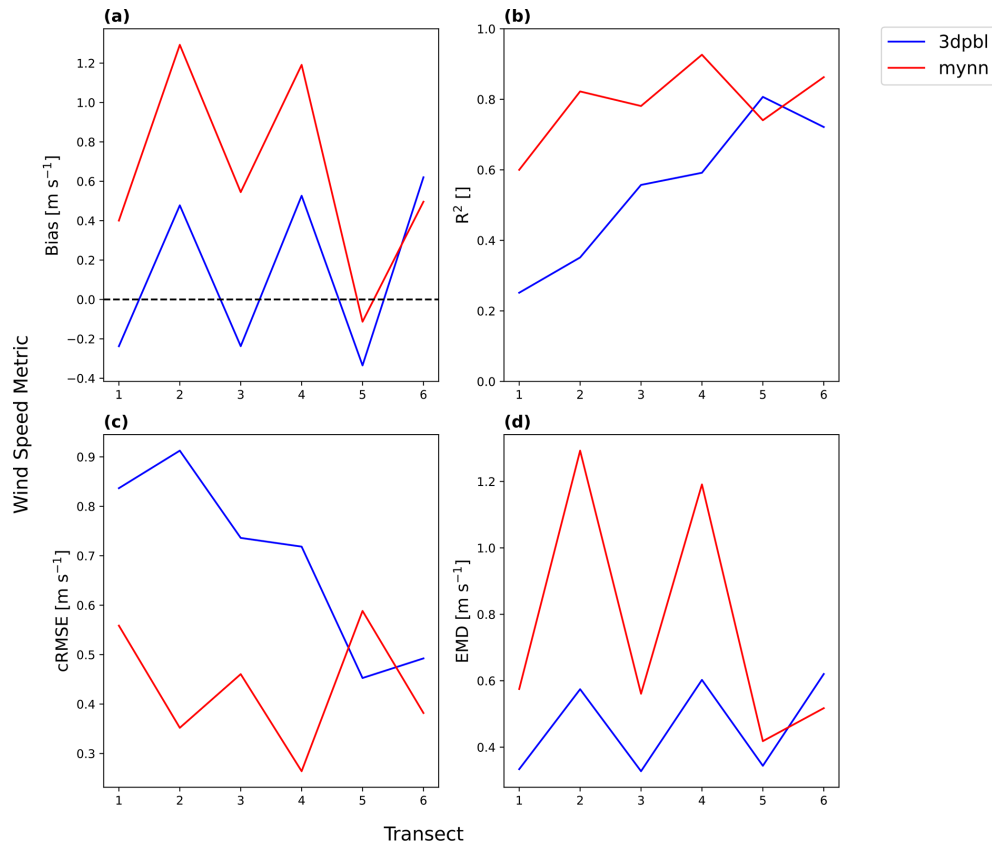 (a)
Bias [m s⁻¹]
1.2
1.0
0.8
0.6
0.4
0.2
0.0
−0.2
−0.4
1 2 3 4 5 6
(b)
R² []
1.0
0.8
0.6
0.4
0.2
0.0
1 2 3 4 5 6
3dpbl
mynn
Wind Speed Metric
(c)
cRMSE [m s⁻¹]
0.9
0.8
0.7
0.6
0.5
0.4
0.3
1 2 3 4 5 6
(d)
EMD [m s⁻¹]
1.2
1.0
0.8
0.6
0.4
1 2 3 4 5 6
Transect